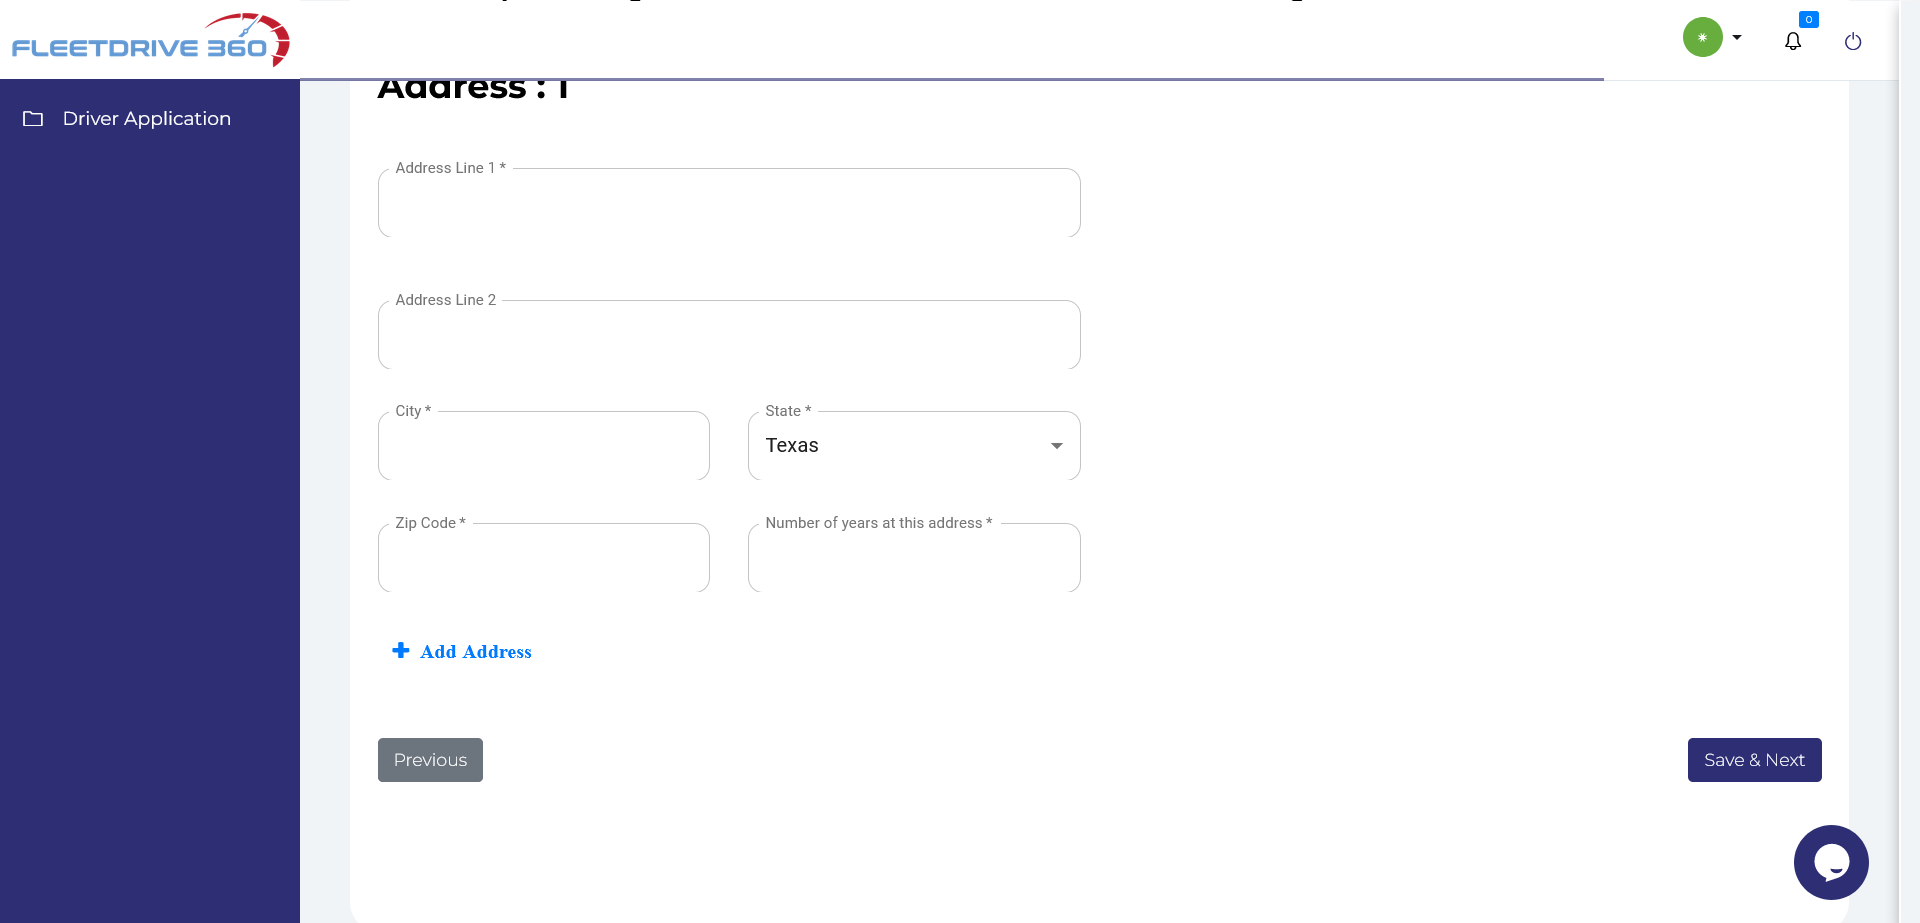 FLEETDRIVE 360
0
Driver Application
Address : 1
Address Line 1 *
Address Line 2
City *
State *
Texas
Zip Code *
Number of years at this address *
Add Address
Previous
Save & Next